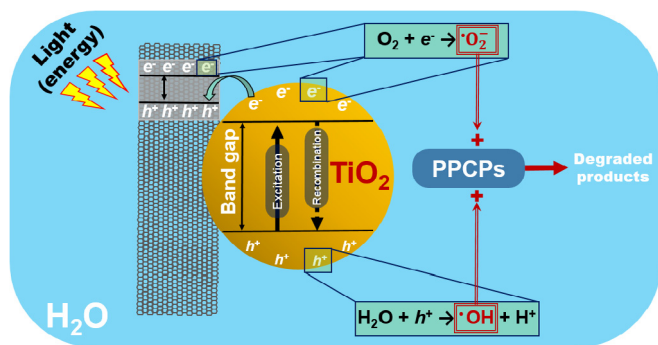 Light
(energy)
O₂ + e⁻ → •O₂⁻
e⁻ e⁻ e⁻ e⁻
h⁺ h⁺ h⁺ h⁺
e⁻ e⁻ e⁻ e⁻ e⁻
Band gap
Excitation
Recombination
TiO₂
h⁺ h⁺ h⁺ h⁺
+
PPCPs
Degraded
products
+
H₂O + h⁺ → •OH + H⁺
H₂O